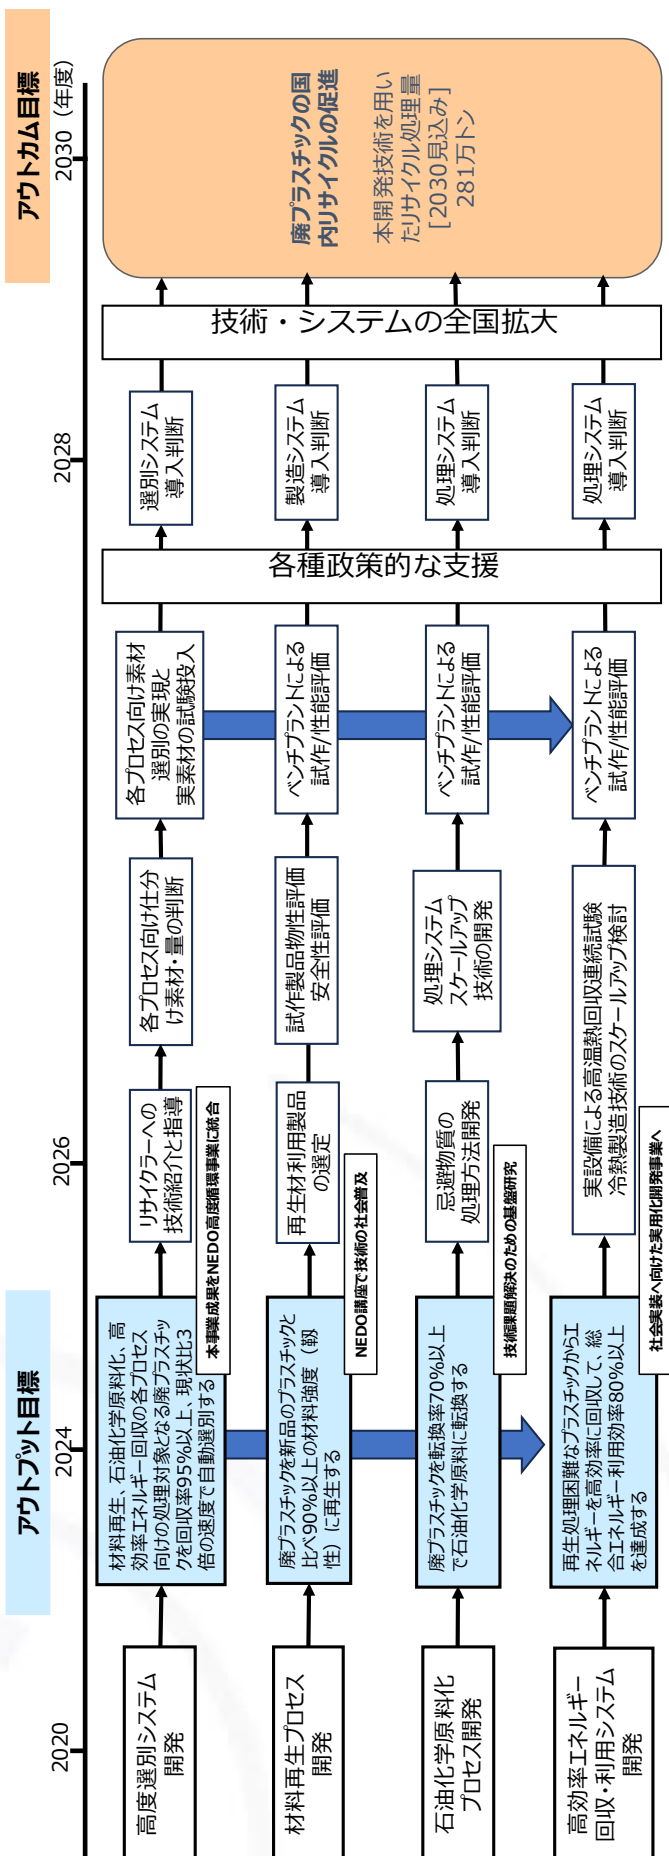 アウトプット目標
アウトカム目標
2020
2024
2026
2028
2030（年度）
高度選別システム
開発
材料再生、石油化学原料化、高
効率エネルギー回収の各プロセス
向けの処理対象になる廃プラスチッ
クを回収率95%以上、現状比3
倍の速度で自動選別する
本事業成果をNEDO高度循環事業に統合
リサイクラーへの
技術紹介と指導
各プロセス向け仕分
け素材・量の判断
各プロセス向け素材
選別の実現と
実素材の試験投入
選別システム
導入判断
材料再生プロセス
開発
廃プラスチックを新品のプラスチックと
比べ90%以上の材料強度（靱
性）に再生する
NEDO講座で技術の社会普及
再生材利用製品
の選定
試作製品物性評価
安全性評価
ベンチプラントによる
試作/性能評価
製造システム
導入判断
石油化学原料化
プロセス開発
廃プラスチックを転換率70%以上
で石油化学原料に転換する
技術課題解決のための基盤研究
忌避物質の
処理方法開発
処理システム
スケールアップ
技術の開発
ベンチプラントによる
試作/性能評価
処理システム
導入判断
高効率エネルギー
回収・利用システム
開発
再生処理困難なプラスチックからエ
ネルギーを高効率に回収して、総
合エネルギー利用効率80%以上
を達成する
社会実装へ向けた実用化開発事業へ
実設備による高温熱回収連続試験
冷熱製造技術のスケールアップ検討
ベンチプラントによる
試作/性能評価
処理システム
導入判断
各種政策的な支援
技術・システムの全国拡大
廃プラスチックの国
内リサイクルの促進
本開発技術を用い
たリサイクル処理量
[2030見込み]
281万トン